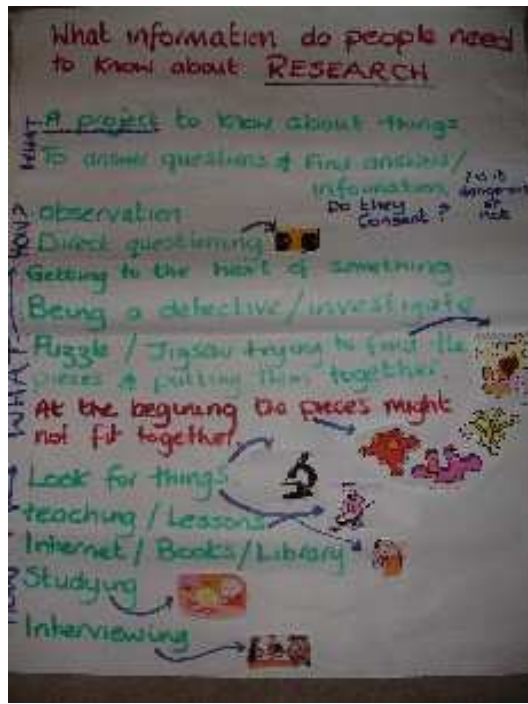 What information do people need
to know about RESEARCH
A project to know about things
To answer questions & Find answers/
information
Do they
Consent?
Is it
dangerous
or
not
observation
Direct questioning
Getting to the heart of something
Being a detective/investigate
Puzzle / Jigsaw trying to find the
pieces & putting them together
At the begining the pieces might
not fit together
Look for things
teaching / Lessons
Internet / Books/Library
Studying
Interviewing
WHAT